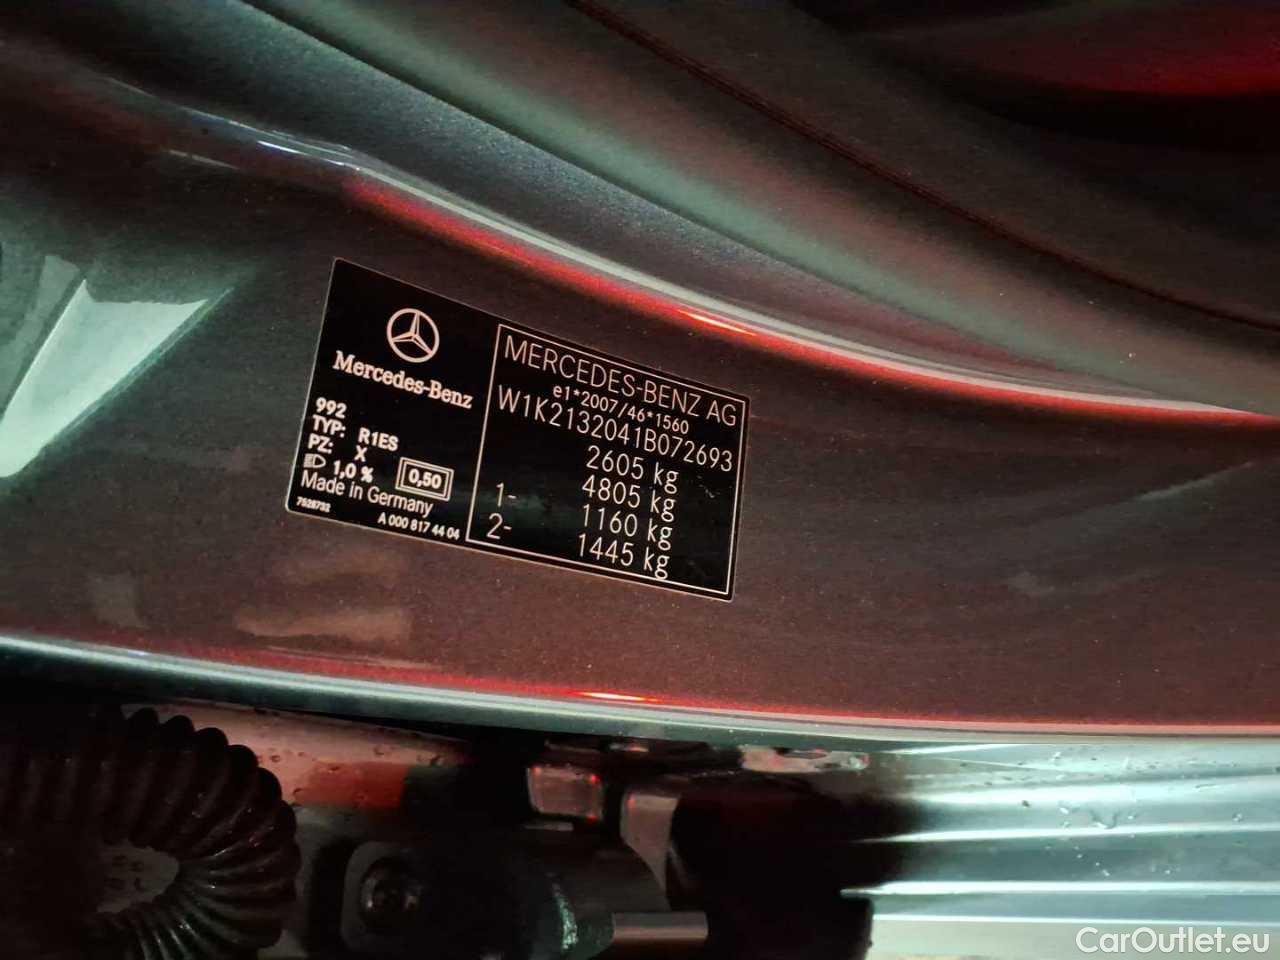 Mercedes-Benz
992
TYP: R1ES
PZ: X
1,0 % 0,50
Made in Germany
7528732 A 000 817 44 04
MERCEDES-BENZ AG
e1*2007/46*1560
W1K2132041B072693
2605 kg
4805 kg
1- 1160 kg
2- 1445 kg
CarOutlet.eu